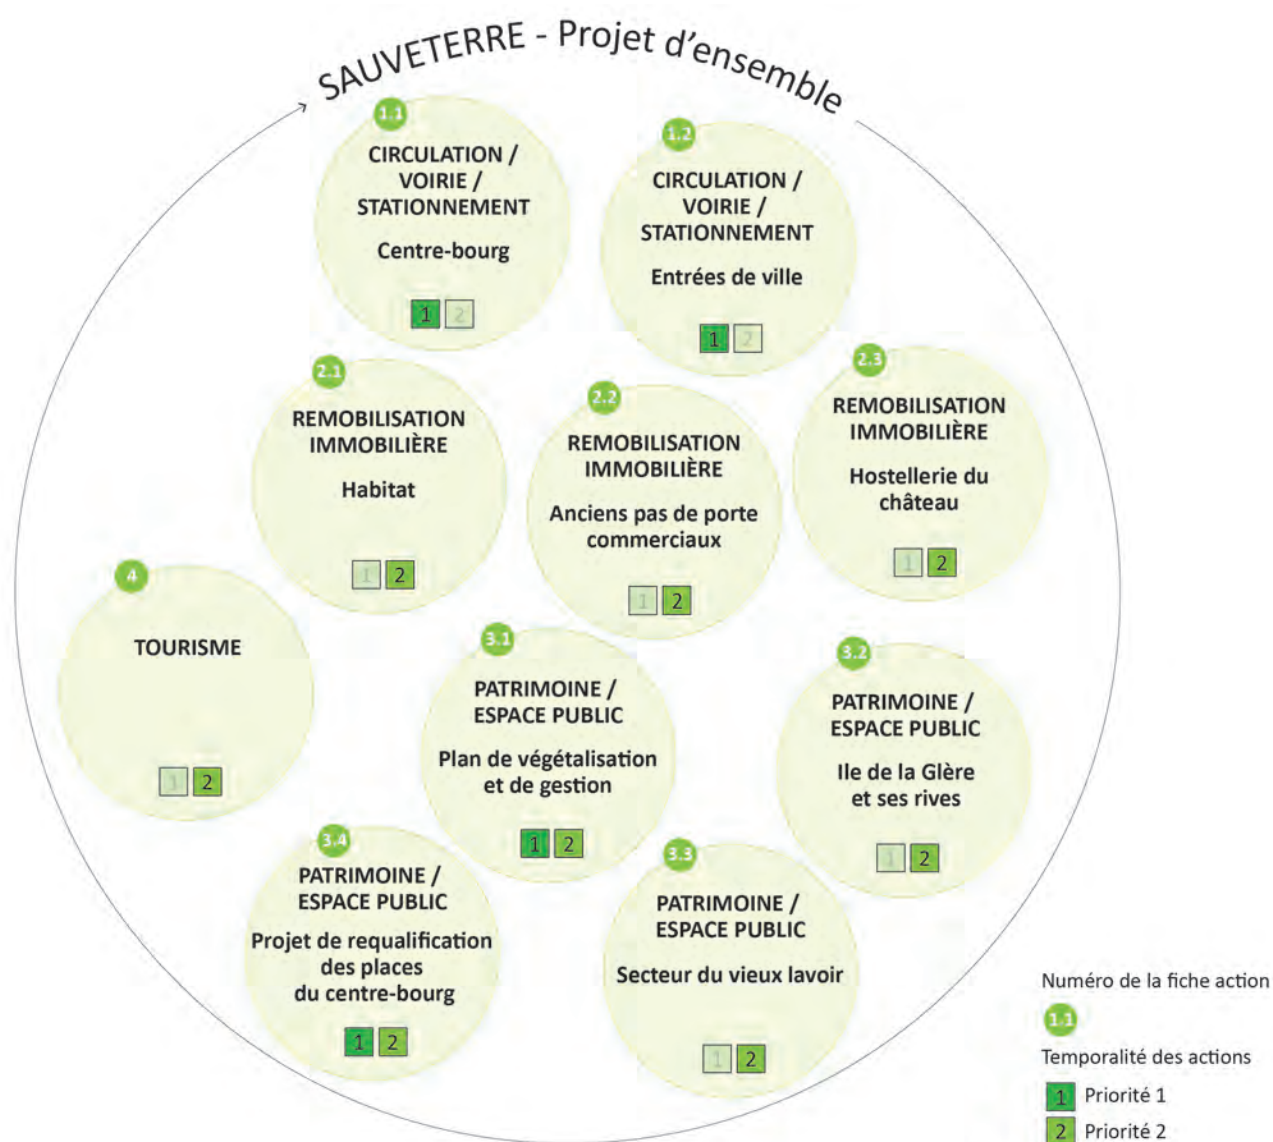 SAUVETERRE - Projet d'ensemble
1.1
CIRCULATION /
VOIRIE /
STATIONNEMENT
Centre-bourg
1 2
1.2
CIRCULATION /
VOIRIE /
STATIONNEMENT
Entrées de ville
1 2
2.1
REMOBILISATION
IMMOBILIÈRE
Habitat
1 2
2.2
REMOBILISATION
IMMOBILIÈRE
Anciens pas de porte
commerciaux
1 2
2.3
REMOBILISATION
IMMOBILIÈRE
Hostellerie du
château
1 2
4
TOURISME
1 2
3.1
PATRIMOINE /
ESPACE PUBLIC
Plan de végétalisation
et de gestion
1 2
3.2
PATRIMOINE /
ESPACE PUBLIC
Ile de la Glère
et ses rives
1 2
3.4
PATRIMOINE /
ESPACE PUBLIC
Projet de requalification
des places
du centre-bourg
1 2
3.3
PATRIMOINE /
ESPACE PUBLIC
Secteur du vieux lavoir
1 2
Numéro de la fiche action
1.1
Temporalité des actions
1 Priorité 1
2 Priorité 2